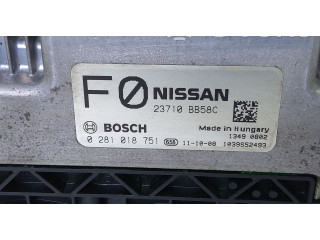 F0 NISSAN
23710 BB58C
BOSCH
Made in Hungary
1349 0802
0 281 018 751 11-10-08 1039S52493